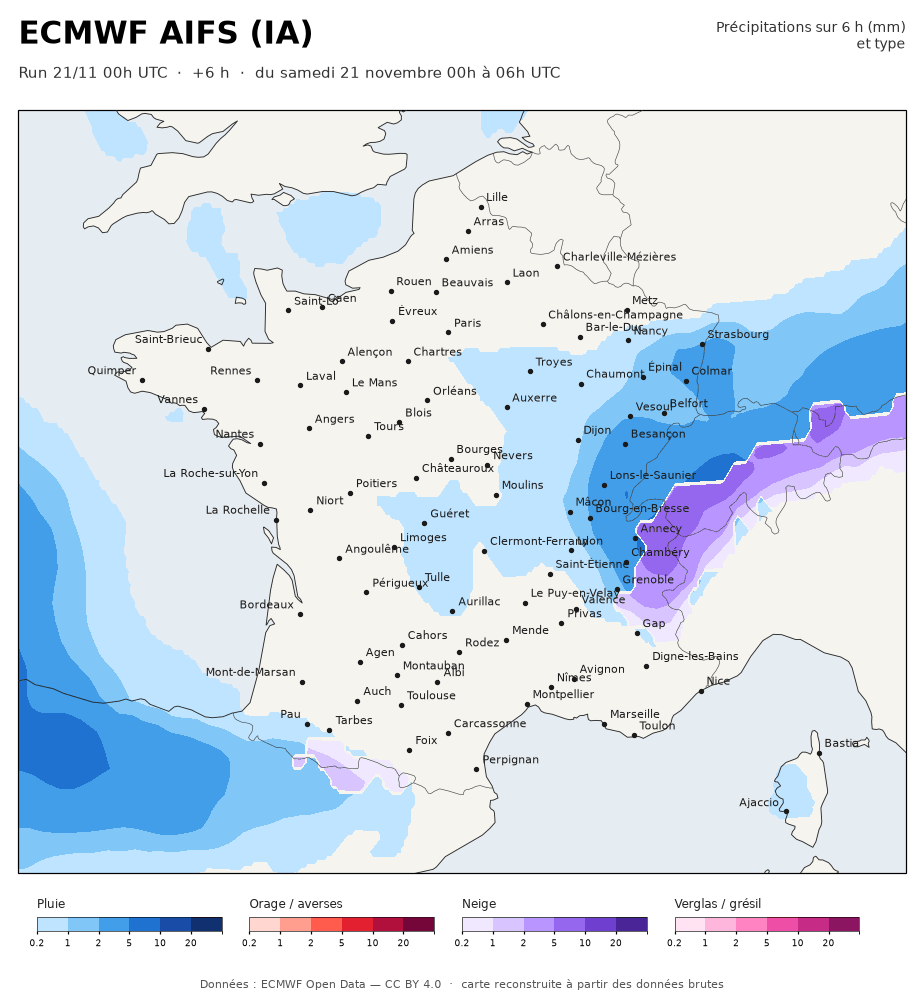 ECMWF AIFS (IA)
Précipitations sur 6 h (mm)
et type
Run 21/11 00h UTC · +6 h · du samedi 21 novembre 00h à 06h UTC
Lille
Arras
Amiens
Charleville-Mézières
Laon
Rouen
Beauvais
Saint-Lô
Caen
Metz
Évreux
Châlons-en-Champagne
Paris
Bar-le-Duc
Nancy
Strasbourg
Saint-Brieuc
Alençon
Chartres
Quimper
Rennes
Laval
Le Mans
Troyes
Chaumont
Épinal
Colmar
Vannes
Orléans
Auxerre
Blois
Vesoul
Belfort
Nantes
Angers
Tours
Dijon
Besançon
Bourges
Nevers
La Roche-sur-Yon
Châteauroux
Poitiers
Moulins
Lons-le-Saunier
Niort
Mâcon
La Rochelle
Guéret
Bourg-en-Bresse
Annecy
Angoulême
Limoges
Clermont-Ferrand
Lyon
Chambéry
Saint-Étienne
Périgueux
Tulle
Grenoble
Bordeaux
Aurillac
Le Puy-en-Velay
Valence
Privas
Gap
Cahors
Rodez
Mende
Agen
Digne-les-Bains
Mont-de-Marsan
Montauban
Albi
Avignon
Nîmes
Nice
Auch
Toulouse
Montpellier
Pau
Tarbes
Carcassonne
Marseille
Toulon
Foix
Bastia
Perpignan
Ajaccio
Pluie
Orage / averses
Neige
Verglas / grésil
0.2 1 2 5 10 20
0.2 1 2 5 10 20
0.2 1 2 5 10 20
0.2 1 2 5 10 20
Données : ECMWF Open Data — CC BY 4.0 · carte reconstruite à partir des données brutes